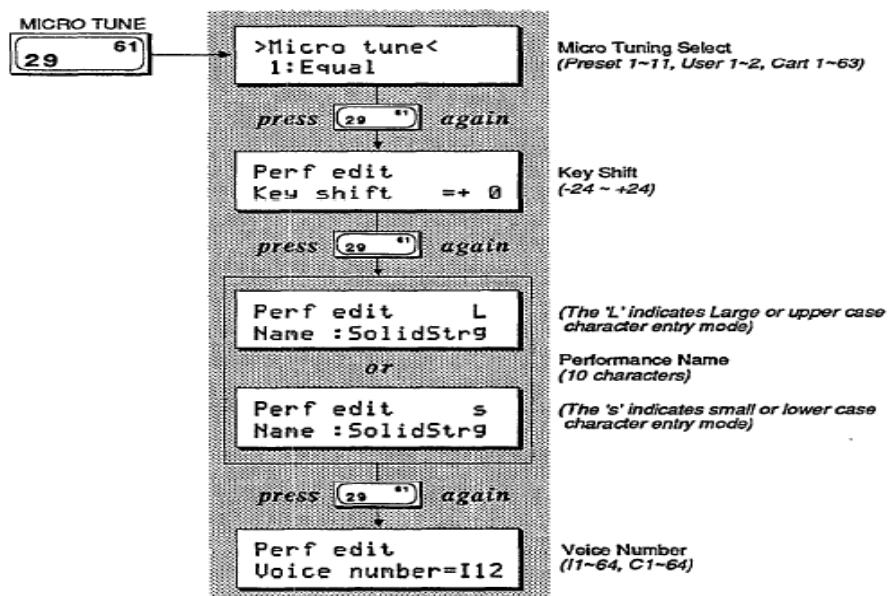 MICRO TUNE
29 61
>Micro tune<
1:Equal
Micro Tuning Select
(Preset 1~11, User 1~2, Cart 1~63)
press 29 61 again
Perf edit
Key shift =+ 0
Key Shift
(-24 ~ +24)
press 29 61 again
Perf edit L
Name :SolidStrg
(The 'L' indicates Large or upper case
character entry mode)
or
Performance Name
(10 characters)
Perf edit s
Name :SolidStrg
(The 's' indicates small or lower case
character entry mode)
press 29 61 again
Perf edit
Voice number=I12
Voice Number
(I1~64, C1~64)